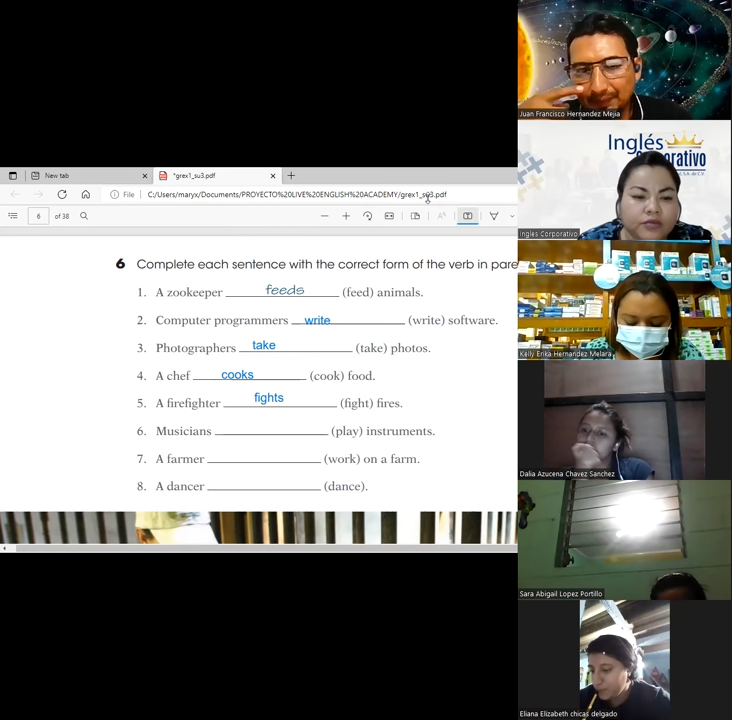 New tab
*grex1_su3.pdf
File
C:/Users/maryx/Documents/PROYECTO%20LIVE%20ENGLISH%20ACADEMY/grex1_su3.pdf
6 of 38
6 Complete each sentence with the correct form of the verb in pare
1. A zookeeper feeds (feed) animals.
2. Computer programmers write (write) software.
3. Photographers take (take) photos.
4. A chef cooks (cook) food.
5. A firefighter fights (fight) fires.
6. Musicians (play) instruments.
7. A farmer (work) on a farm.
8. A dancer (dance).
Juan Francisco Hernandez Mejia
Inglés
Corporativo
S.A. de C.V.
Ingles Corporativo
Kelly Erika Hernandez Melara
Dalia Azucena Chavez Sanchez
Sara Abigail Lopez Portillo
Eliana Elizabeth chicas delgado